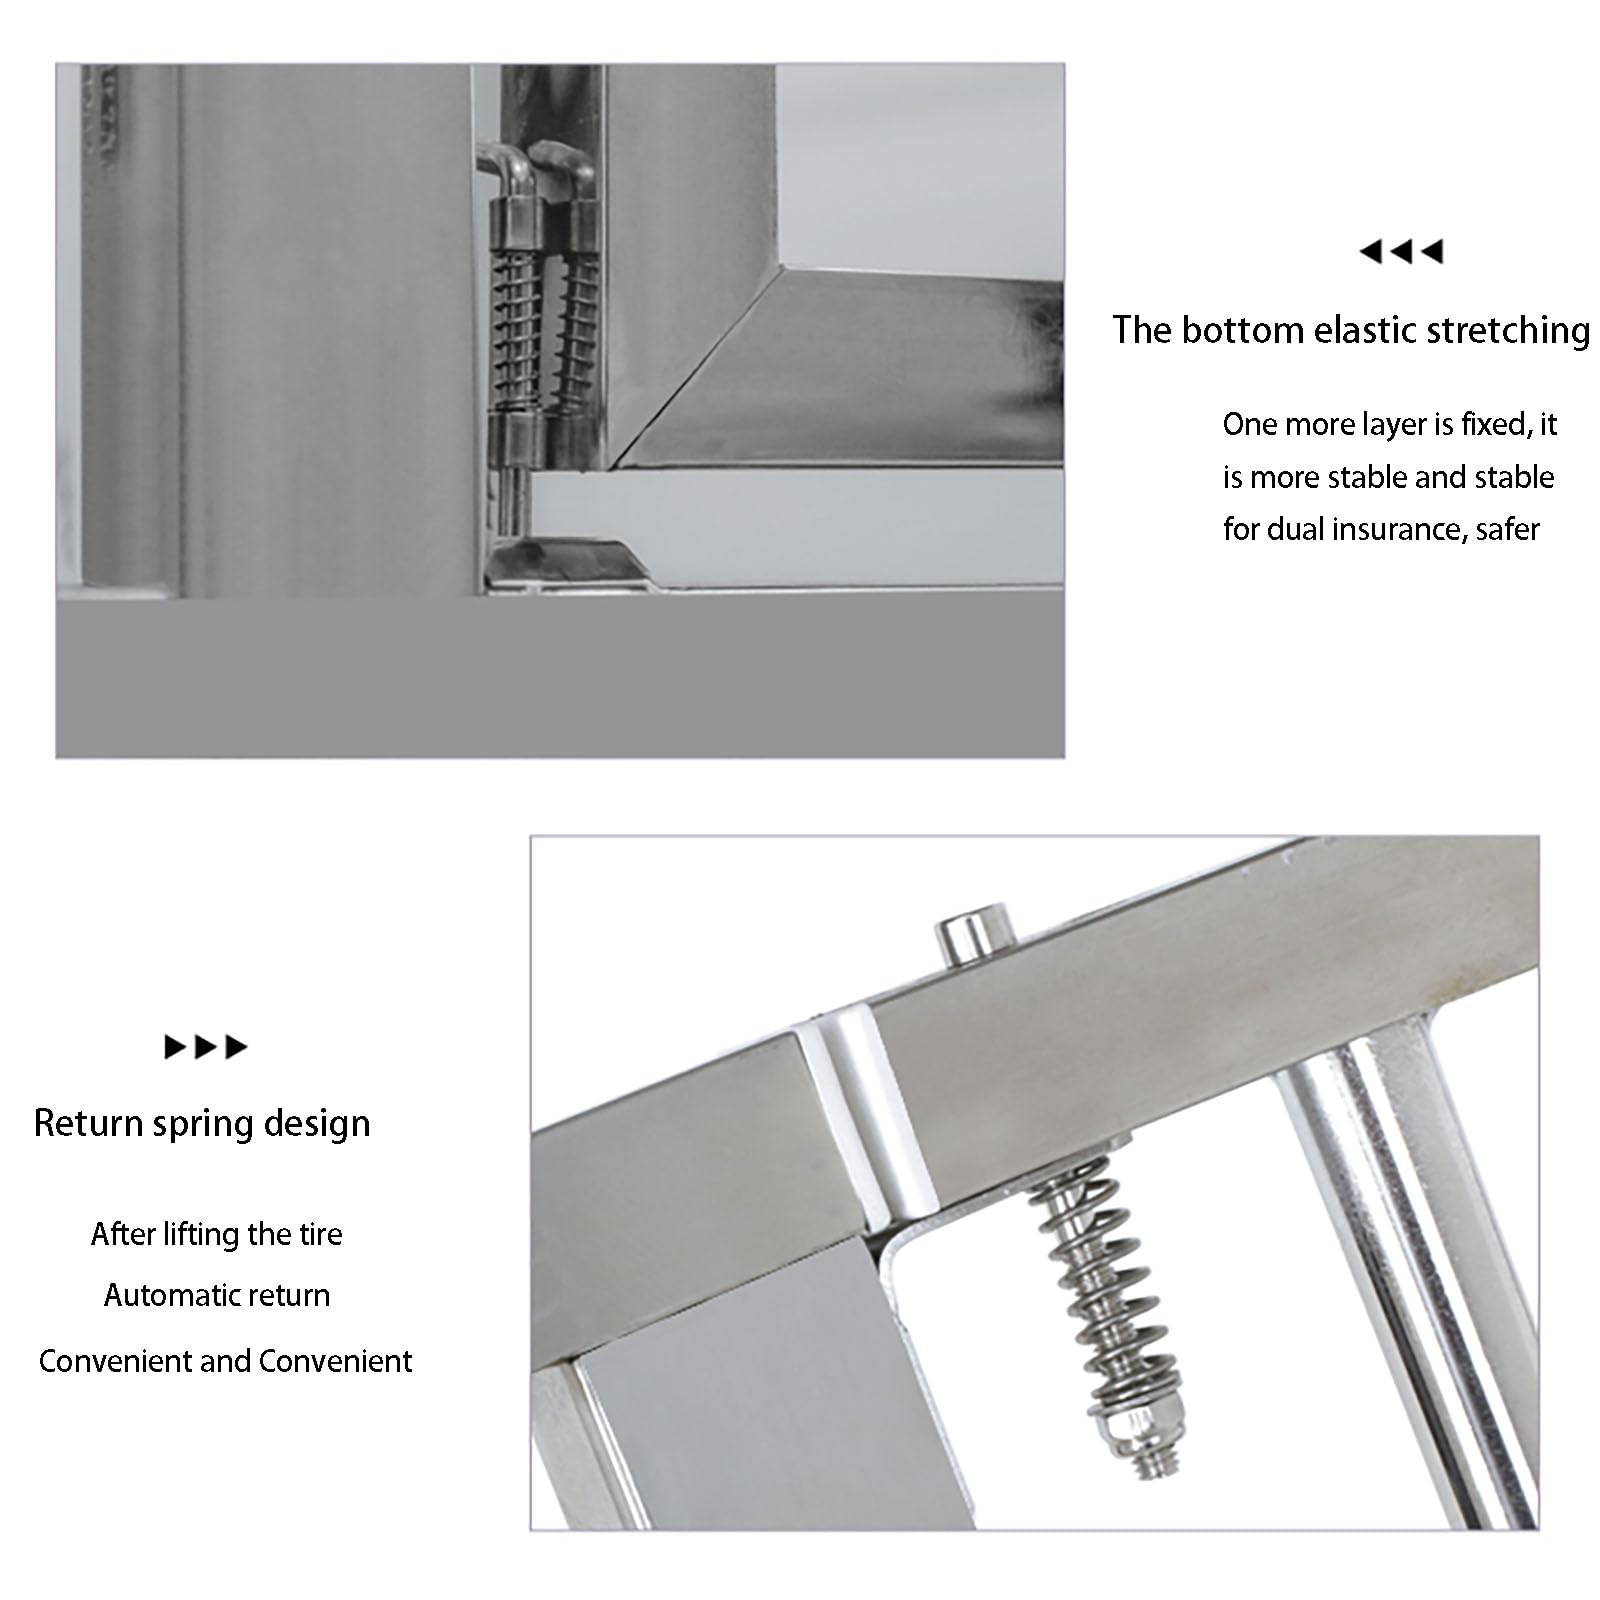 The bottom elastic stretching
One more layer is fixed, it
is more stable and stable
for dual insurance, safer
Return spring design
After lifting the tire
Automatic return
Convenient and Convenient